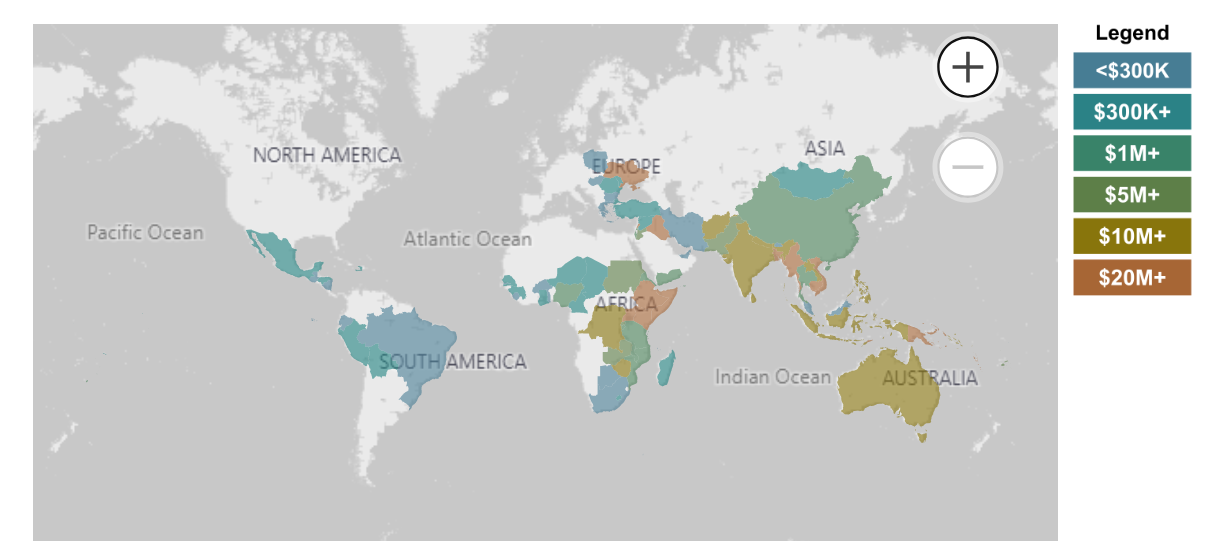 Legend
<$300K
$300K+
$1M+
$5M+
$10M+
$20M+
NORTH AMERICA
EUROPE
ASIA
Pacific Ocean
Atlantic Ocean
AFRICA
SOUTH AMERICA
Indian Ocean
AUSTRALIA